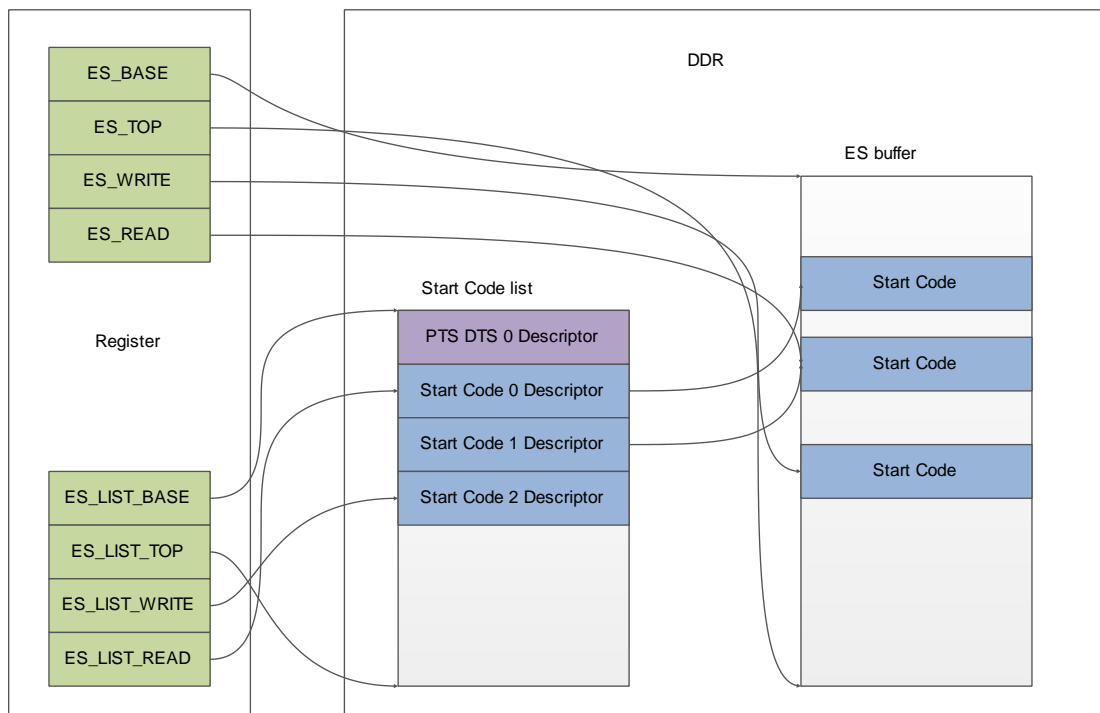 DDR
ES_BASE
ES_TOP
ES_WRITE
ES_READ
Register
ES_LIST_BASE
ES_LIST_TOP
ES_LIST_WRITE
ES_LIST_READ
Start Code list
PTS DTS 0 Descriptor
Start Code 0 Descriptor
Start Code 1 Descriptor
Start Code 2 Descriptor
ES buffer
Start Code
Start Code
Start Code